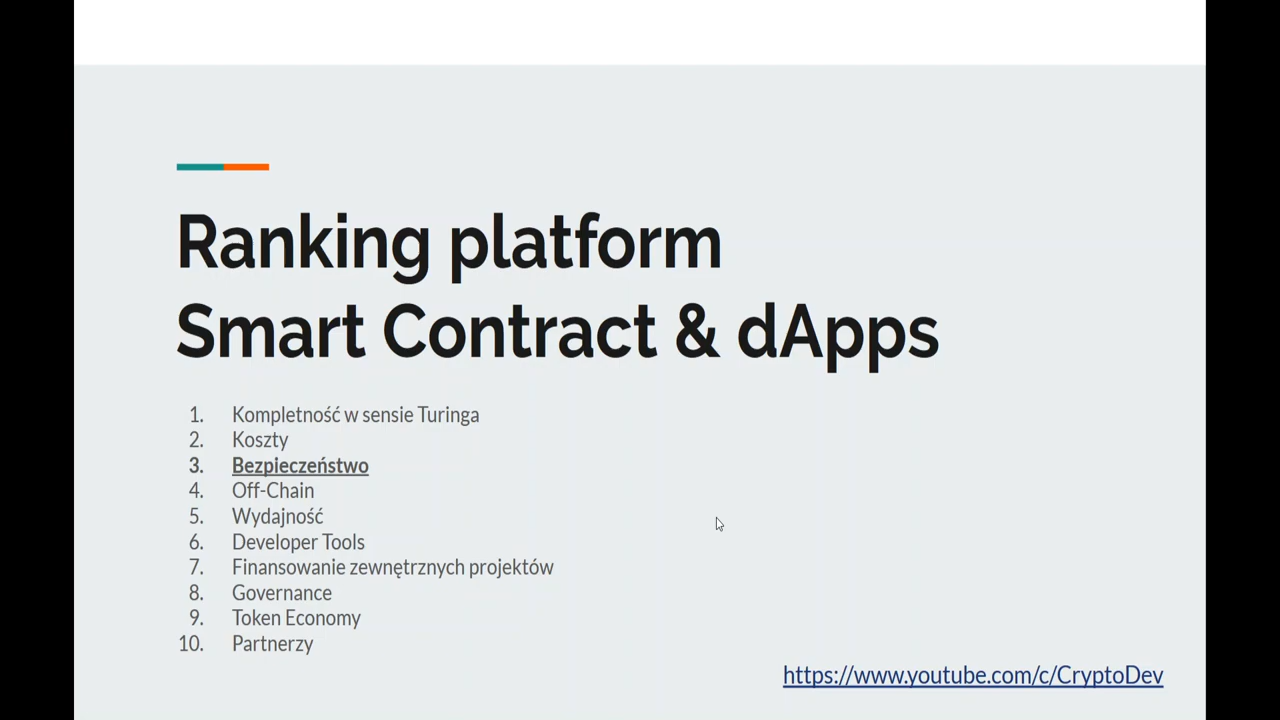 Ranking platform
Smart Contract & dApps
1. Kompletność w sensie Turinga
2. Koszty
3. Bezpieczeństwo
4. Off-Chain
5. Wydajność
6. Developer Tools
7. Finansowanie zewnętrznych projektów
8. Governance
9. Token Economy
10. Partnerzy
https://www.youtube.com/c/CryptoDev